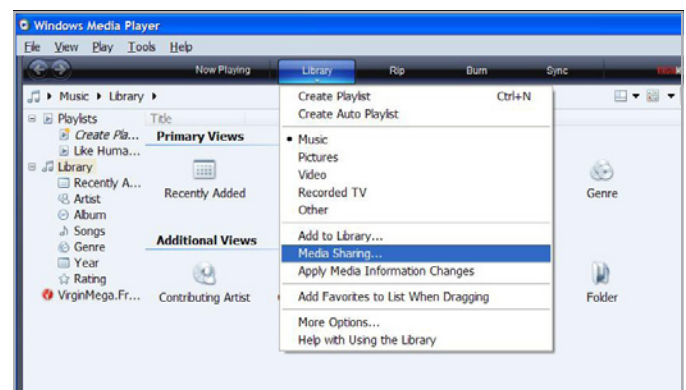 Windows Media Player
File View Play Tools Help
Now Playing Library Rip Burn Sync
Music Library
Create Playlist Ctrl+N
Create Auto Playlist
Music
Pictures
Video
Recorded TV
Other
Add to Library...
Media Sharing...
Apply Media Information Changes
Add Favorites to List When Dragging
More Options...
Help with Using the Library
Playlists
Create Pla...
Like Huma...
Library
Recently A...
Artist
Album
Songs
Genre
Year
Rating
VirginMega.Fr...
Title
Primary Views
Recently Added
Genre
Additional Views
Contributing Artist
Folder